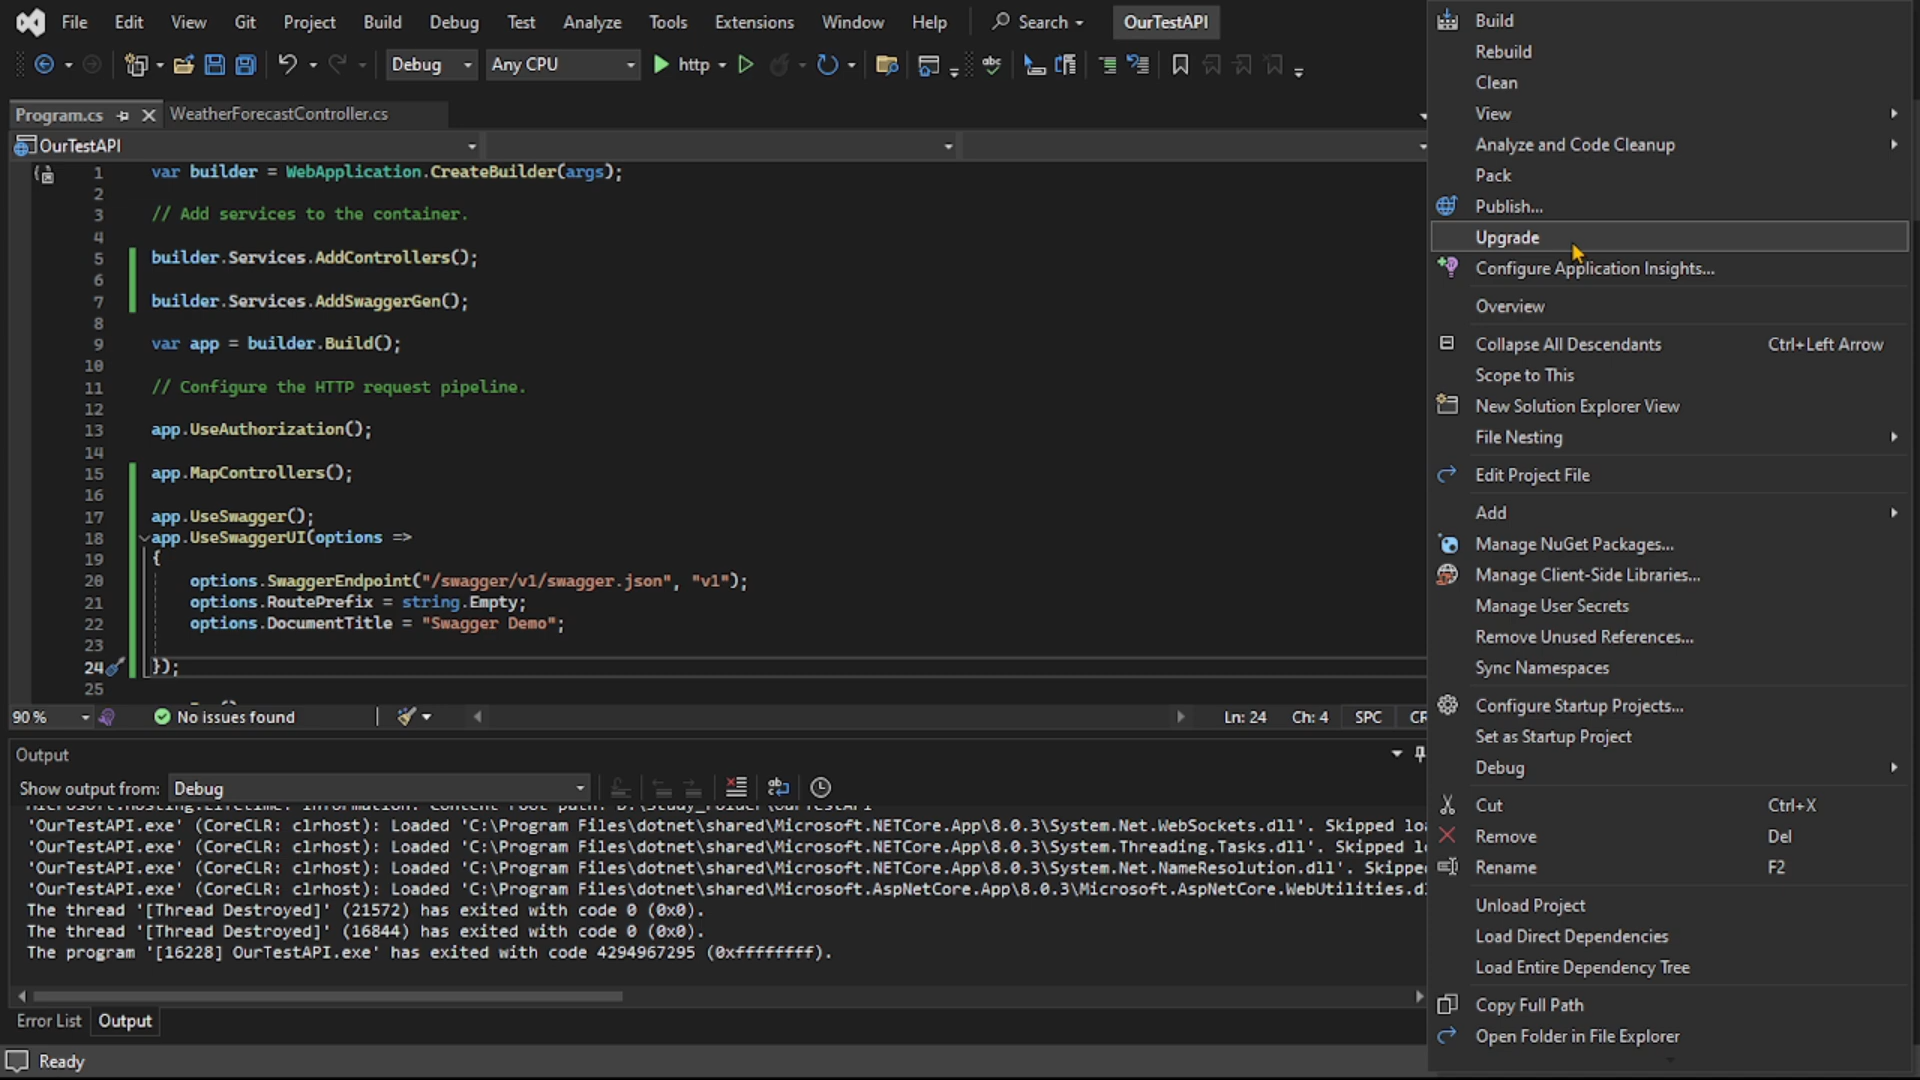 File Edit View Git Project Build Debug Test Analyze Tools Extensions Window Help Search OurTestAPI
Debug Any CPU http
Program.cs WeatherForecastController.cs
OurTestAPI
1 var builder = WebApplication.CreateBuilder(args);
2
3 // Add services to the container.
4
5 builder.Services.AddControllers();
6
7 builder.Services.AddSwaggerGen();
8
9 var app = builder.Build();
10
11 // Configure the HTTP request pipeline.
12
13 app.UseAuthorization();
14
15 app.MapControllers();
16
17 app.UseSwagger();
18 app.UseSwaggerUI(options =>
19 {
20 options.SwaggerEndpoint("/swagger/v1/swagger.json", "v1");
21 options.RoutePrefix = string.Empty;
22 options.DocumentTitle = "Swagger Demo";
23
24 });
25
90 % No issues found Ln: 24 Ch: 4 SPC CR
Output
Show output from: Debug
'OurTestAPI.exe' (CoreCLR: clrhost): Loaded 'C:\Program Files\dotnet\shared\Microsoft.NETCore.App\8.0.3\System.Net.WebSockets.dll'. Skipped loa
'OurTestAPI.exe' (CoreCLR: clrhost): Loaded 'C:\Program Files\dotnet\shared\Microsoft.NETCore.App\8.0.3\System.Threading.Tasks.dll'. Skipped l
'OurTestAPI.exe' (CoreCLR: clrhost): Loaded 'C:\Program Files\dotnet\shared\Microsoft.NETCore.App\8.0.3\System.Net.NameResolution.dll'. Skippe
'OurTestAPI.exe' (CoreCLR: clrhost): Loaded 'C:\Program Files\dotnet\shared\Microsoft.AspNetCore.App\8.0.3\Microsoft.AspNetCore.WebUtilities.d
The thread '[Thread Destroyed]' (21572) has exited with code 0 (0x0).
The thread '[Thread Destroyed]' (16844) has exited with code 0 (0x0).
The program '[16228] OurTestAPI.exe' has exited with code 4294967295 (0xffffffff).
Error List Output
Ready
Build
Rebuild
Clean
View
Analyze and Code Cleanup
Pack
Publish...
Upgrade
Configure Application Insights...
Overview
Collapse All Descendants Ctrl+Left Arrow
Scope to This
New Solution Explorer View
File Nesting
Edit Project File
Add
Manage NuGet Packages...
Manage Client-Side Libraries...
Manage User Secrets
Remove Unused References...
Sync Namespaces
Configure Startup Projects...
Set as Startup Project
Debug
Cut Ctrl+X
Remove Del
Rename F2
Unload Project
Load Direct Dependencies
Load Entire Dependency Tree
Copy Full Path
Open Folder in File Explorer